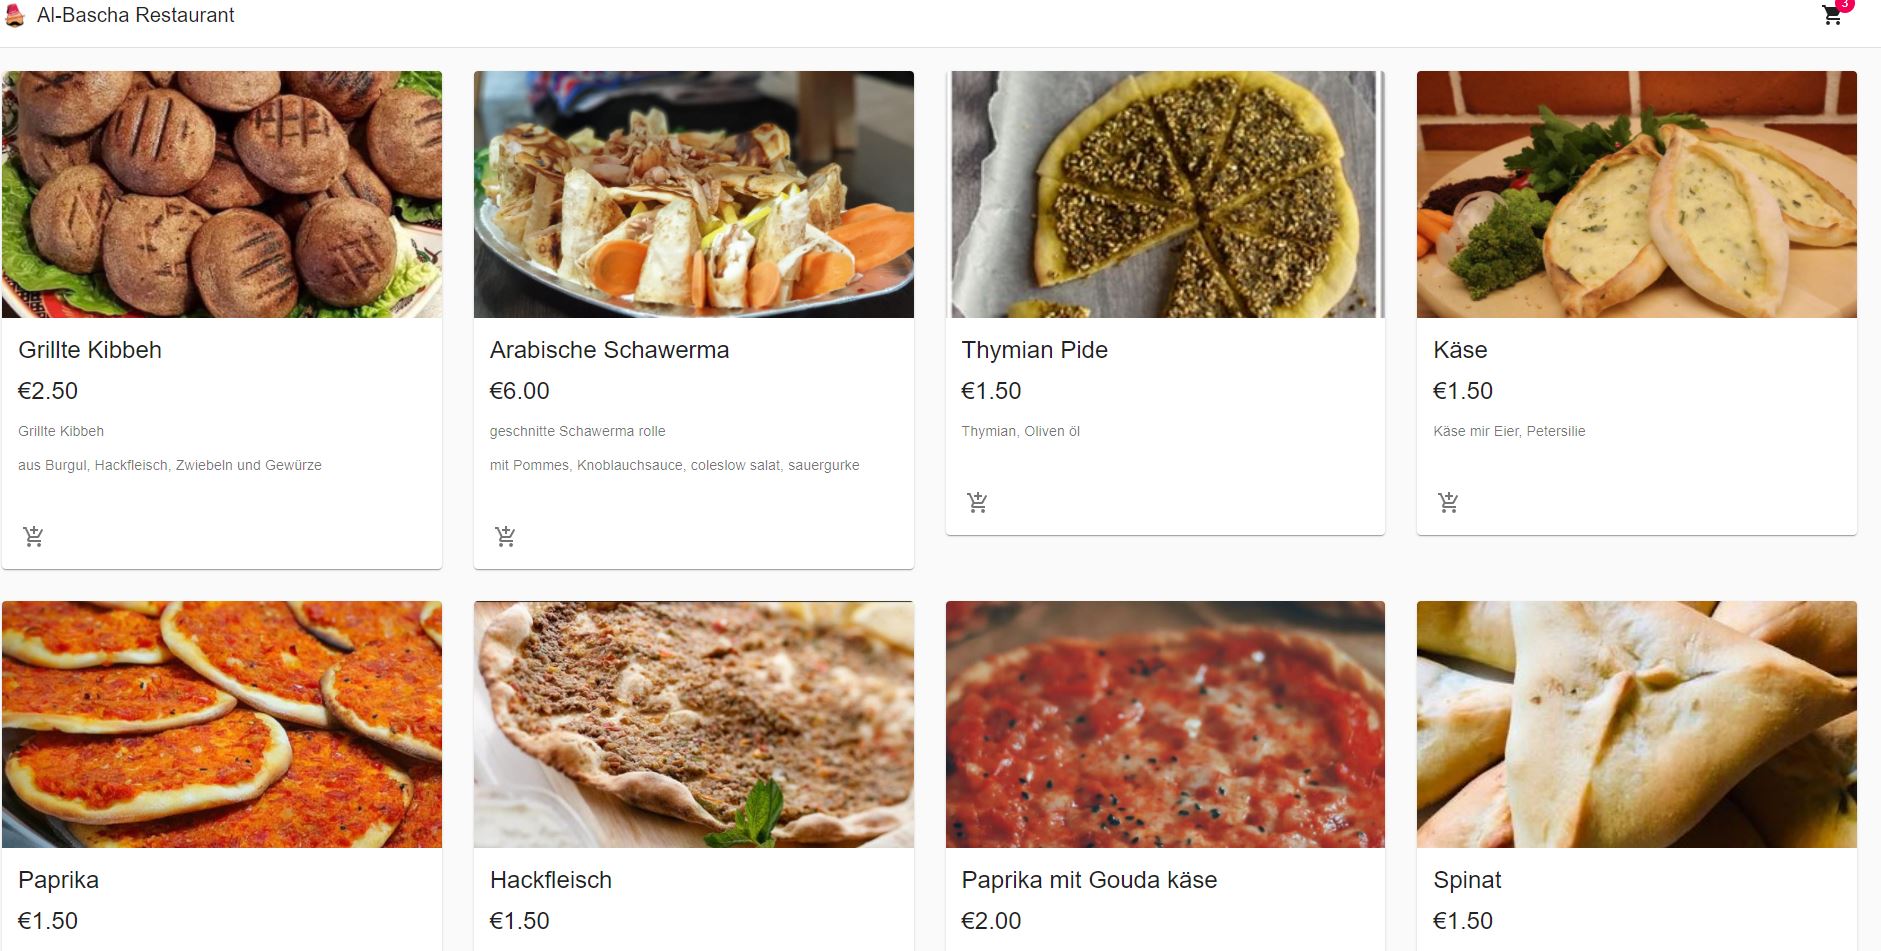 Al-Bascha Restaurant
3
Grillte Kibbeh
€2.50
Grillte Kibbeh
aus Burgul, Hackfleisch, Zwiebeln und Gewürze
Arabische Schawerma
€6.00
geschnitte Schawerma rolle
mit Pommes, Knoblauchsauce, coleslow salat, sauergurke
Thymian Pide
€1.50
Thymian, Oliven öl
Käse
€1.50
Käse mir Eier, Petersilie
Paprika
€1.50
Hackfleisch
€1.50
Paprika mit Gouda käse
€2.00
Spinat
€1.50